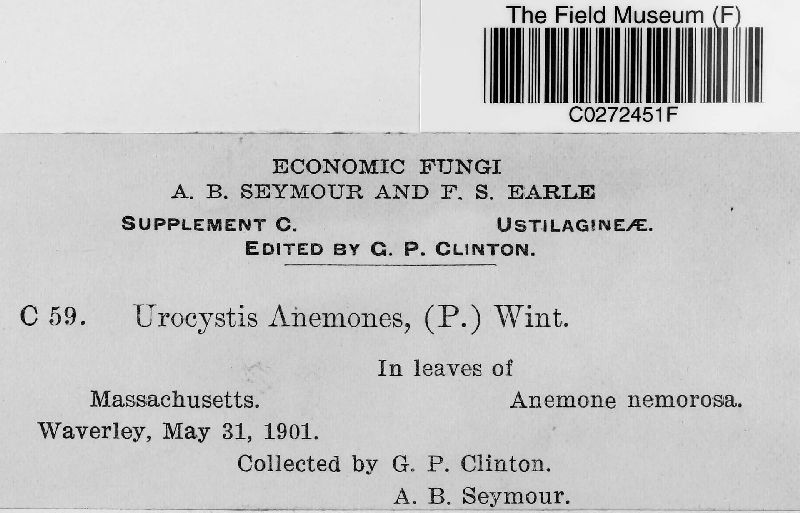 The Field Museum (F)
C0272451F
ECONOMIC FUNGI
A. B. SEYMOUR AND F. S. EARLE
SUPPLEMENT C. USTILAGINEÆ.
EDITED BY G. P. CLINTON.
C 59. Urocystis Anemones, (P.) Wint.
In leaves of
Massachusetts. Anemone nemorosa.
Waverley, May 31, 1901.
Collected by G. P. Clinton.
A. B. Seymour.